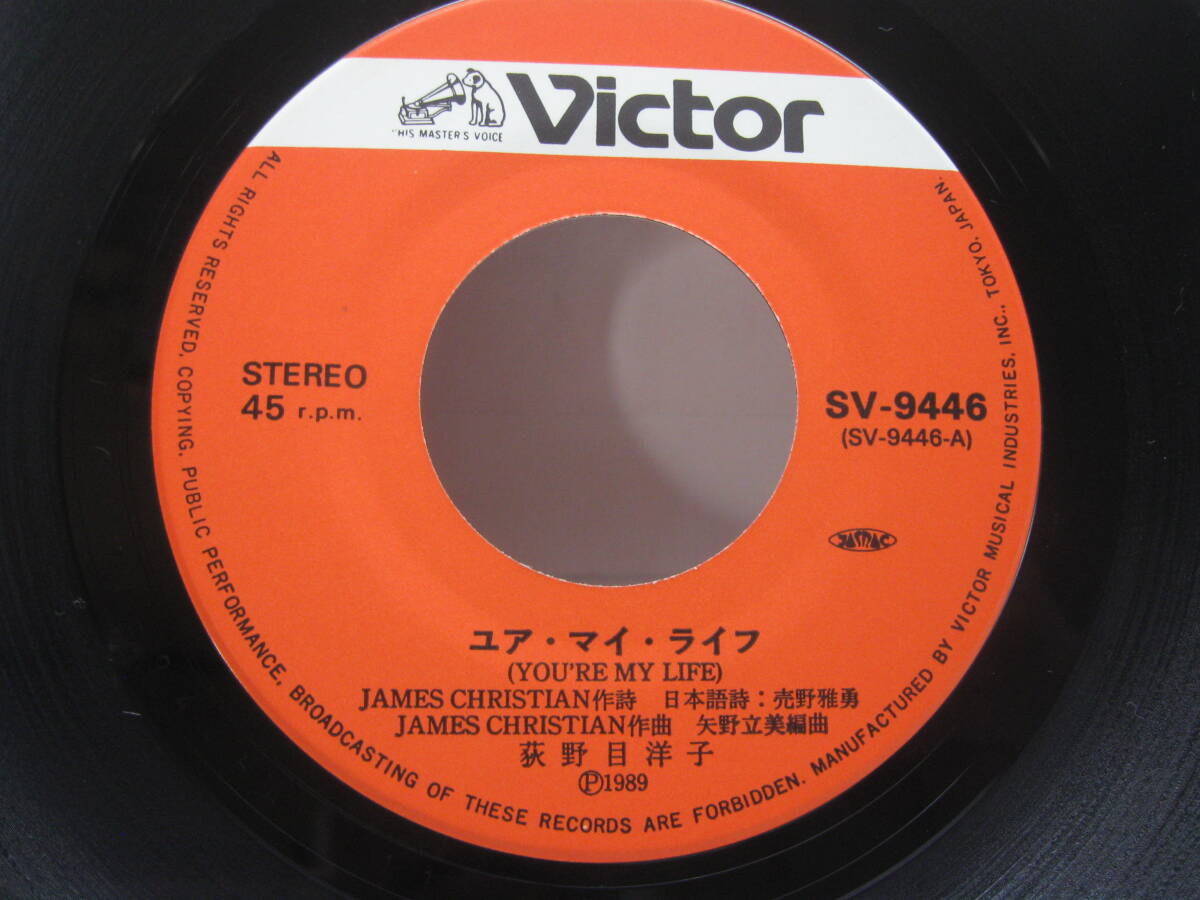 "HIS MASTER'S VOICE"
Victor
STEREO
45 r.p.m.
SV-9446
(SV-9446-A)
JASRAC
ユア・マイ・ライフ
(YOU'RE MY LIFE)
JAMES CHRISTIAN作詩 日本語詩：売野雅勇
JAMES CHRISTIAN作曲 矢野立美編曲
荻野目洋子
Ⓟ1989
ALL RIGHTS RESERVED. COPYING, PUBLIC PERFORMANCE, BROADCASTING OF THESE RECORDS ARE FORBIDDEN. MANUFACTURED BY VICTOR MUSICAL INDUSTRIES, INC., TOKYO, JAPAN.